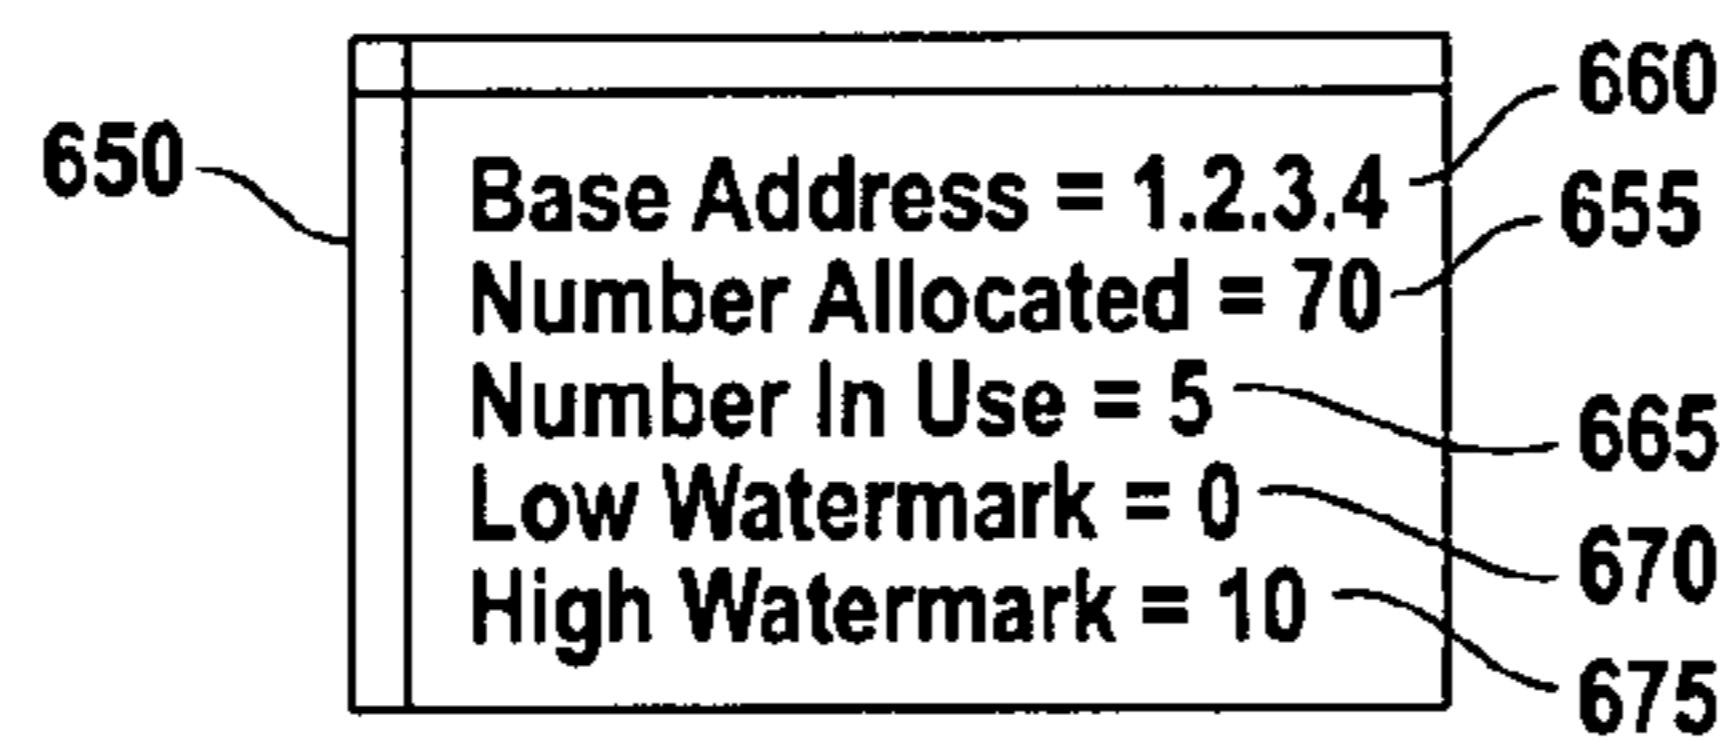 660
650
Base Address = 1.2.3.4
655
Number Allocated = 70
Number In Use = 5
665
Low Watermark = 0
670
High Watermark = 10
675